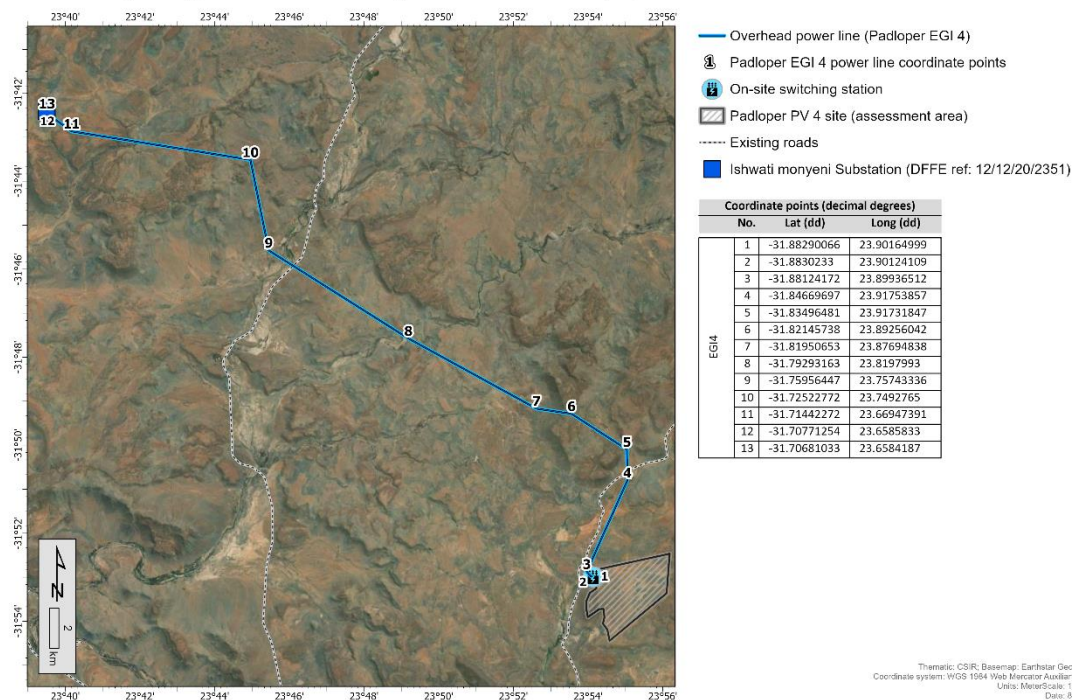 23°40' 23°42' 23°44' 23°46' 23°48' 23°50' 23°52' 23°54' 23°56'
-31°42'
-31°44'
-31°46'
-31°48'
-31°50'
-31°52'
-31°54'
13
12
11
10
9
8
7
6
5
4
3
2
1
N
2
km
23°40' 23°42' 23°44' 23°46' 23°48' 23°50' 23°52' 23°54' 23°56'
Overhead power line (Padloper EGI 4)
1 Padloper EGI 4 power line coordinate points
On-site switching station
Padloper PV 4 site (assessment area)
Existing roads
Ishwati monyeni Substation (DFFE ref: 12/12/20/2351)
Coordinate points (decimal degrees)
No. Lat (dd) Long (dd)
EGI4
1 -31.88290066 23.90164999
2 -31.8830233 23.90124109
3 -31.88124172 23.89936512
4 -31.84669697 23.91753857
5 -31.83496481 23.91731847
6 -31.82145738 23.89256042
7 -31.81950653 23.87694838
8 -31.79293163 23.8197993
9 -31.75956447 23.75743336
10 -31.72522772 23.7492765
11 -31.71442272 23.66947391
12 -31.70771254 23.6585833
13 -31.70681033 23.6584187
Thematic: CSIR; Basemap: Earthstar Geo
Coordinate system: WGS 1984 Web Mercator Auxiliar
Units: MeterScale: 1
Date: 8